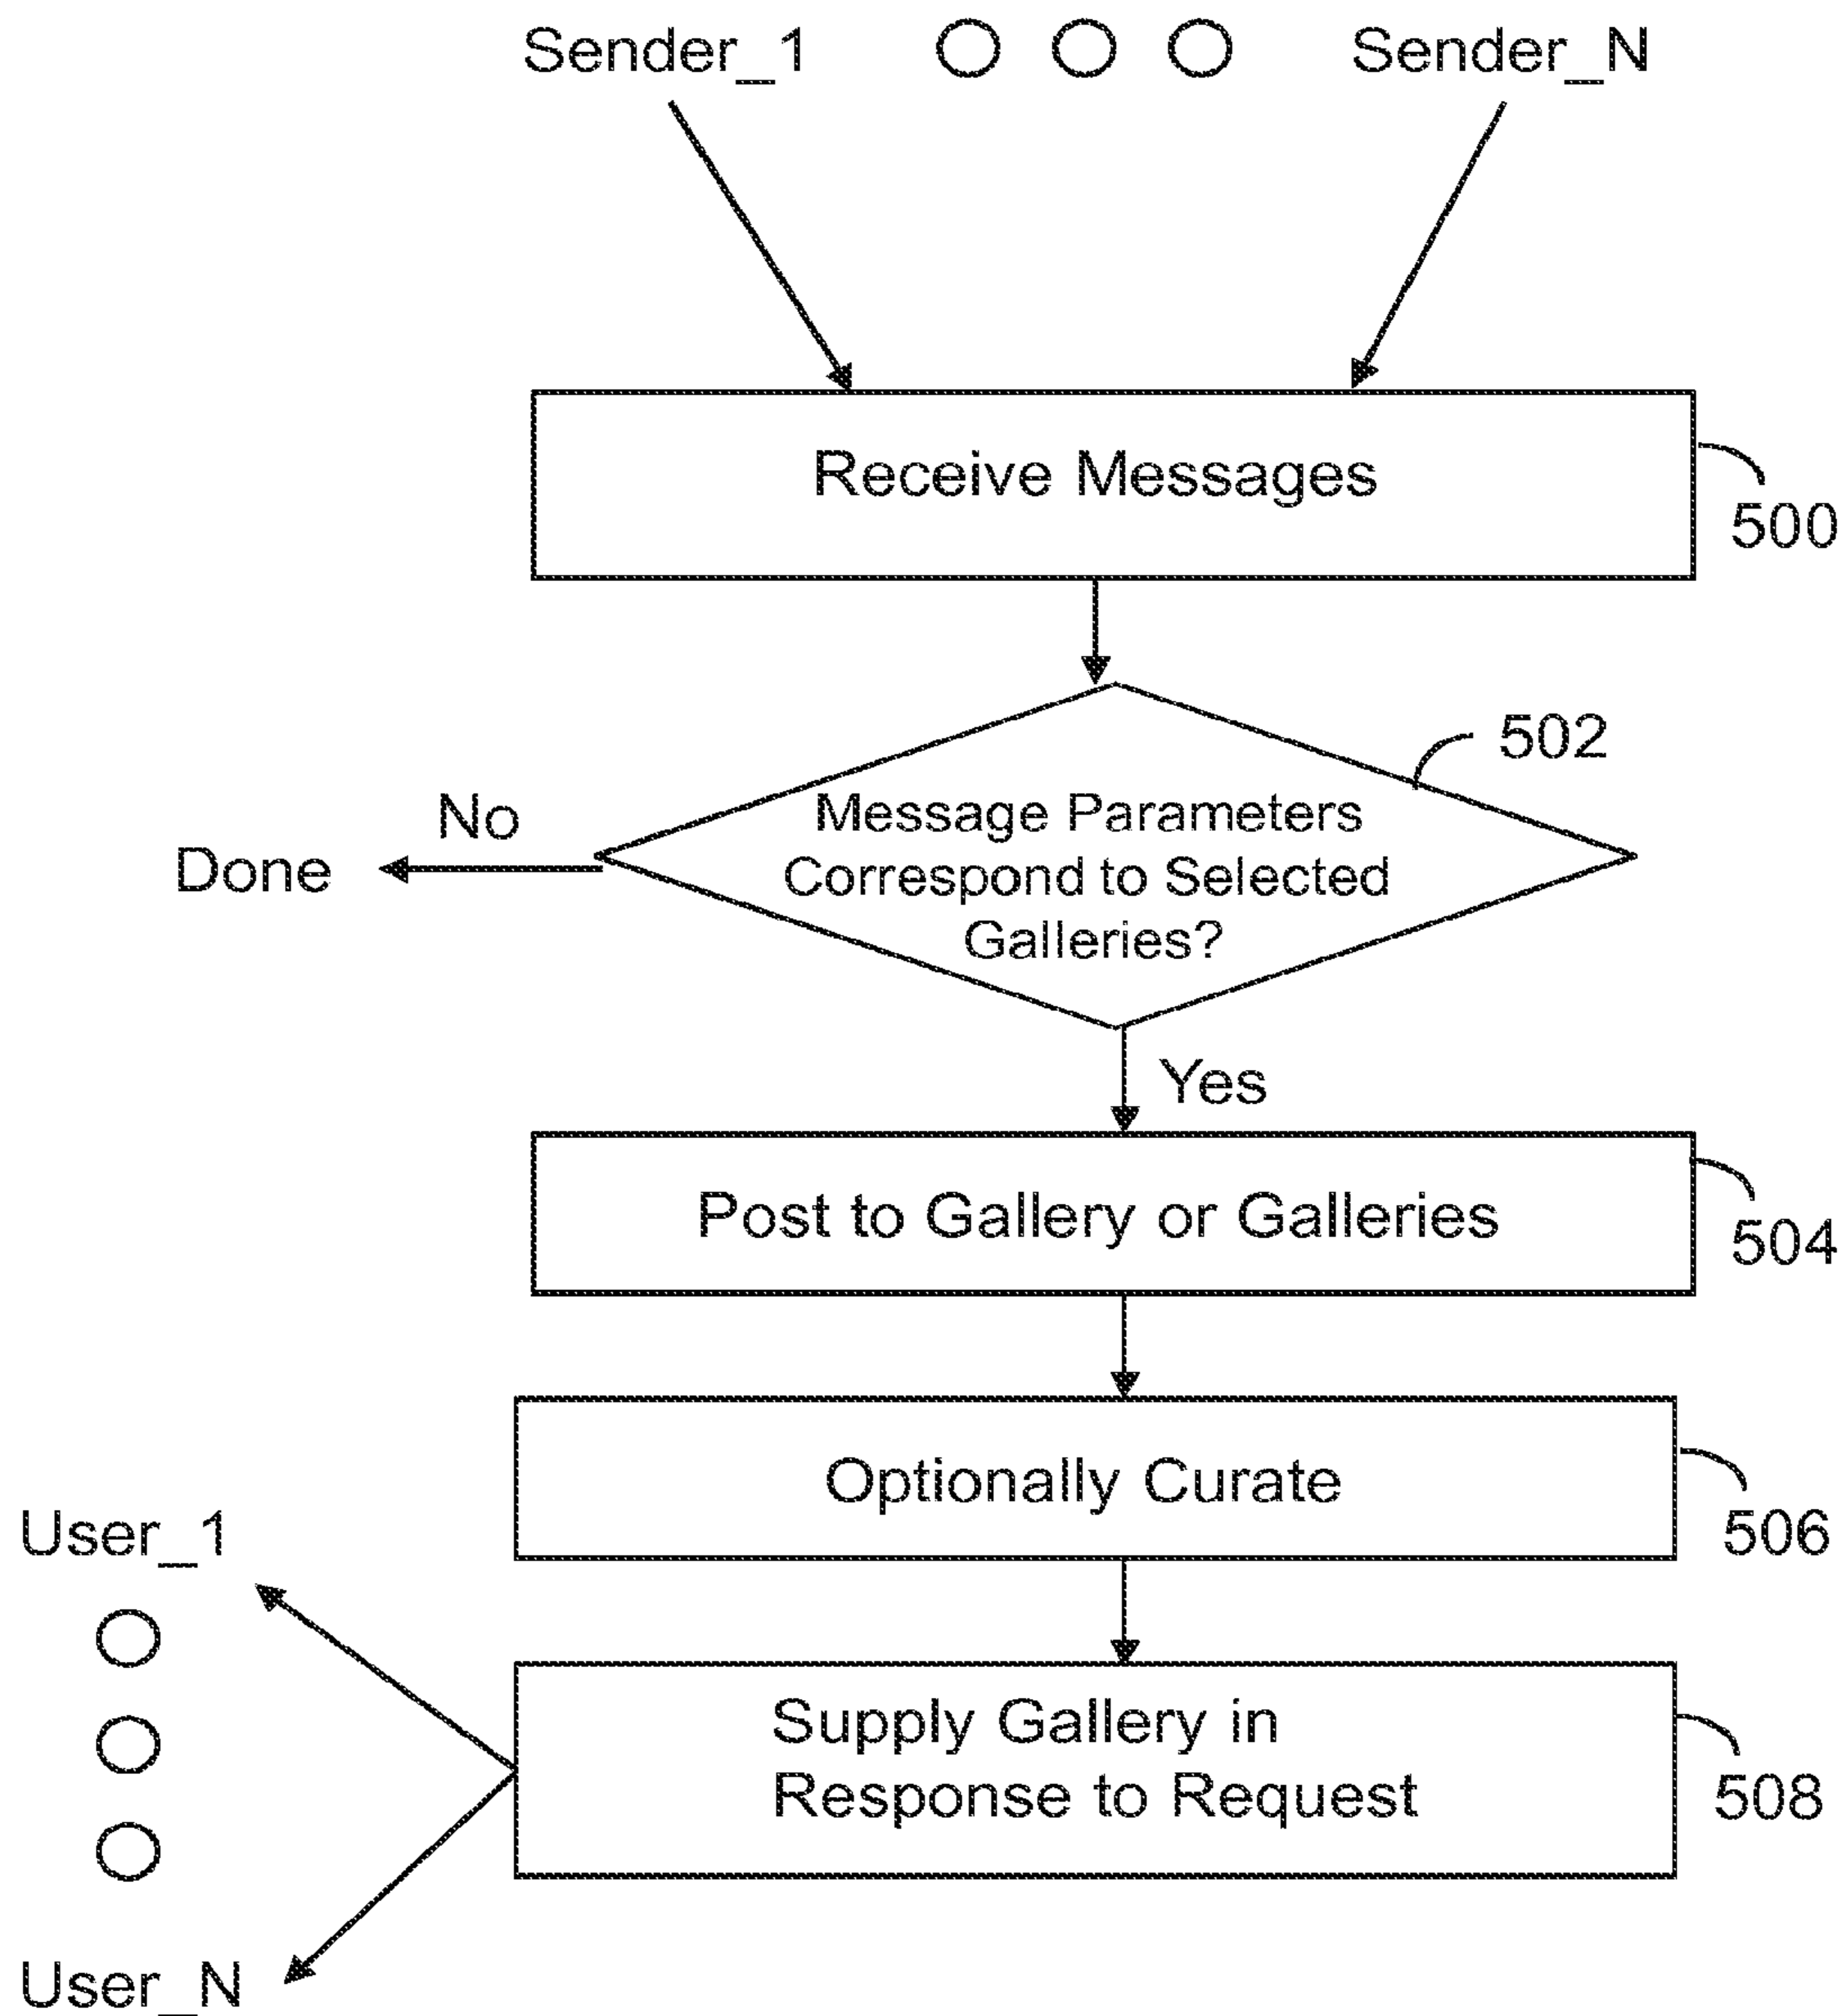 Sender_1
Sender_N
Receive Messages
500
502
Message Parameters
Correspond to Selected
Galleries?
No
Done
Yes
Post to Gallery or Galleries
504
Optionally Curate
506
User_1
Supply Gallery in
Response to Request
508
User_N